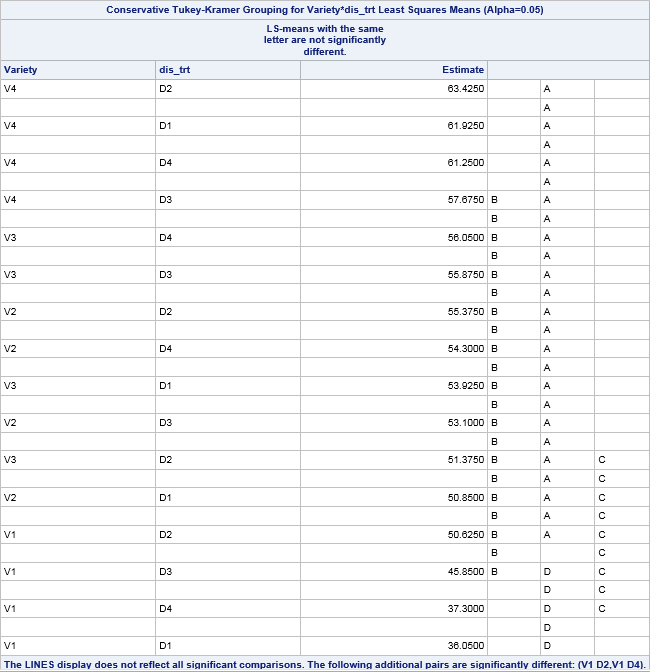 Conservative Tukey-Kramer Grouping for Variety*dis_trt Least Squares Means (Alpha=0.05)
LS-means with the same
letter are not significantly
different.
Variety dis_trt Estimate
V4 D2 63.4250 A
A
V4 D1 61.9250 A
A
V4 D4 61.2500 A
A
V4 D3 57.6750 B A
B A
V3 D4 56.0500 B A
B A
V3 D3 55.8750 B A
B A
V2 D2 55.3750 B A
B A
V2 D4 54.3000 B A
B A
V3 D1 53.9250 B A
B A
V2 D3 53.1000 B A
B A
V3 D2 51.3750 B A C
B A C
V2 D1 50.8500 B A C
B A C
V1 D2 50.6250 B A C
B C
V1 D3 45.8500 B D C
D C
V1 D4 37.3000 D C
D
V1 D1 36.0500 D
The LINES display does not reflect all significant comparisons. The following additional pairs are significantly different: (V1 D2,V1 D4).